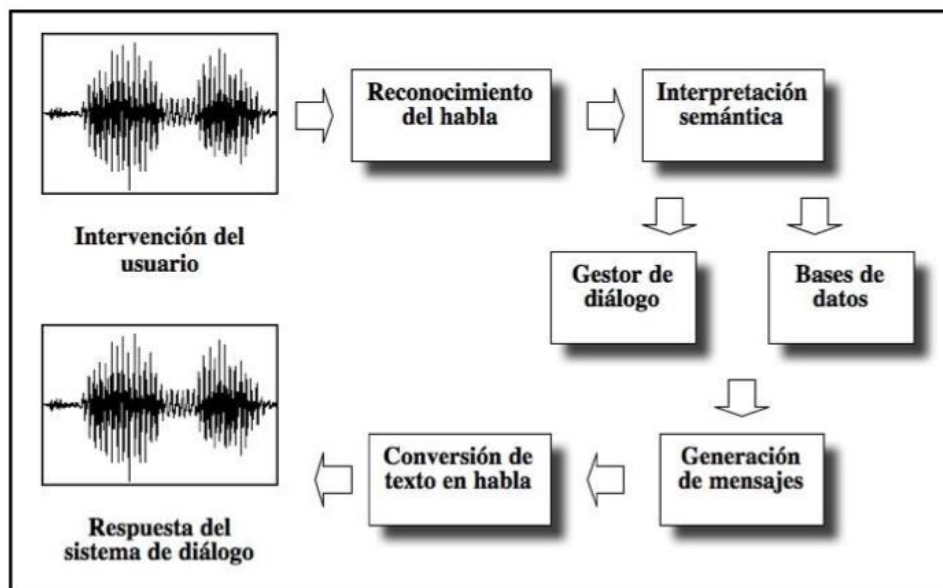 Reconocimiento
del habla
Interpretación
semántica
Intervención del
usuario
Gestor de
diálogo
Bases de
datos
Generación
de mensajes
Conversión de
texto en habla
Respuesta del
sistema de diálogo